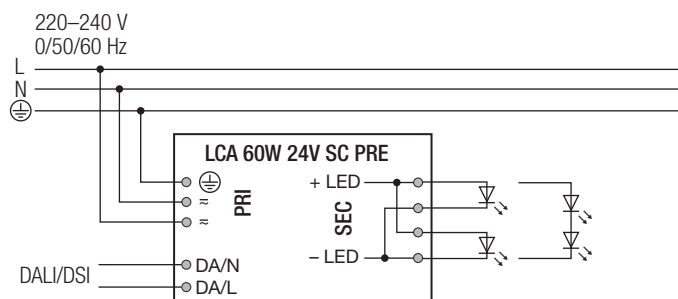 220–240 V
0/50/60 Hz
L
N
LCA 60W 24V SC PRE
PRI
≈
≈
+ LED
SEC
– LED
DALI/DSI
DA/N
DA/L